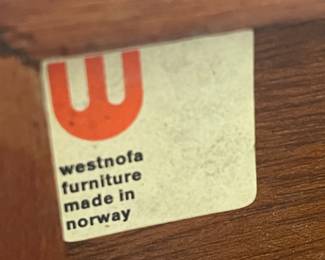 w
westnofa
furniture
made in
norway